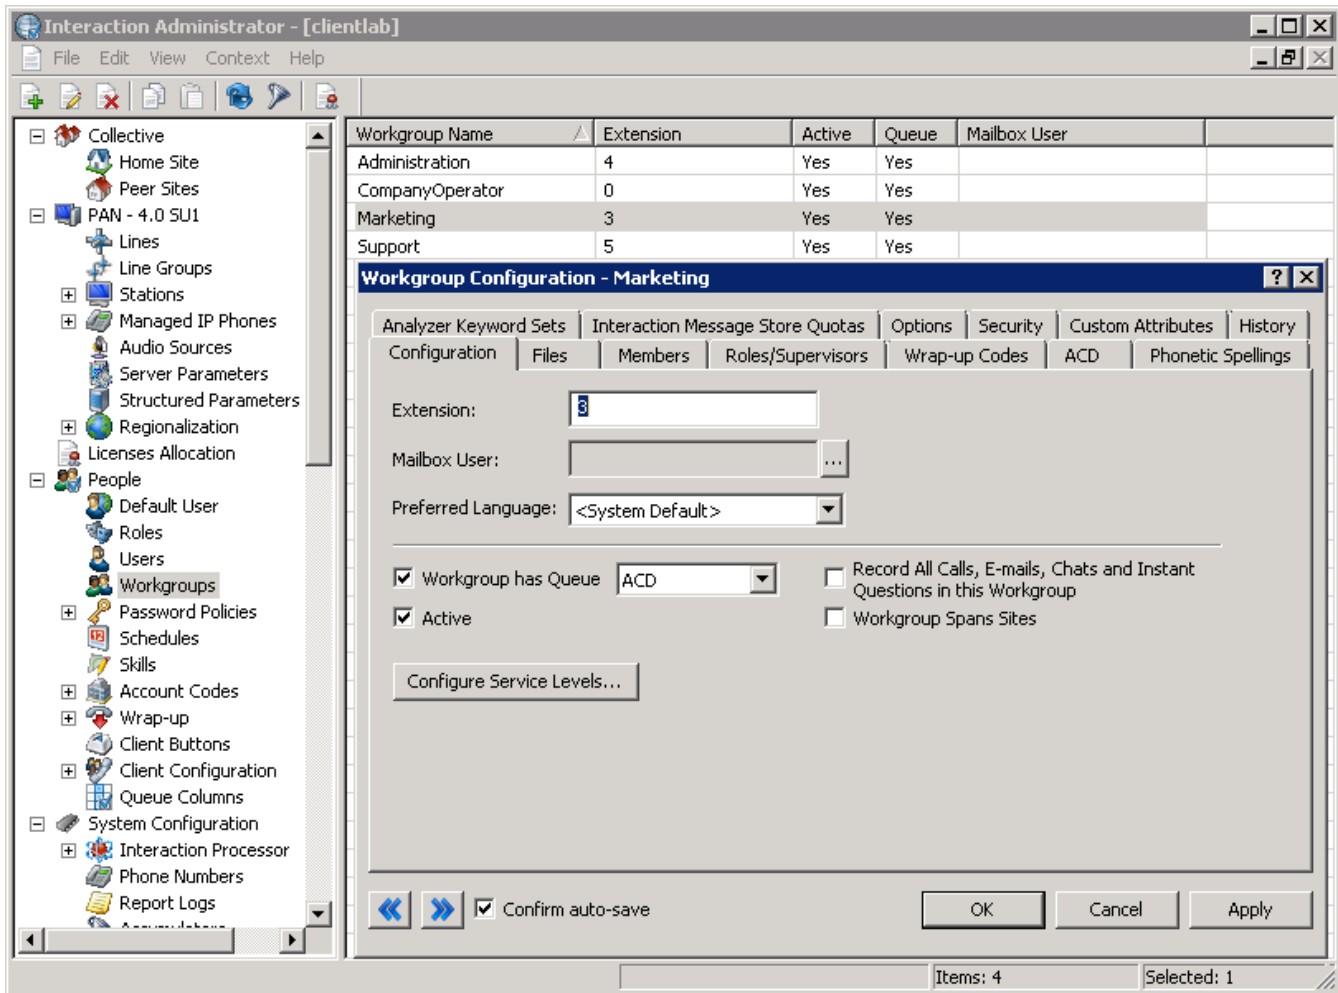 Interaction Administrator - [clientlab]
File Edit View Context Help
Collective
Home Site
Peer Sites
PAN - 4.0 SU1
Lines
Line Groups
Stations
Managed IP Phones
Audio Sources
Server Parameters
Structured Parameters
Regionalization
Licenses Allocation
People
Default User
Roles
Users
Workgroups
Password Policies
Schedules
Skills
Account Codes
Wrap-up
Client Buttons
Client Configuration
Queue Columns
System Configuration
Interaction Processor
Phone Numbers
Report Logs
Workgroup Name Extension Active Queue Mailbox User
Administration 4 Yes Yes
CompanyOperator 0 Yes Yes
Marketing 3 Yes Yes
Support 5 Yes Yes
Workgroup Configuration - Marketing
Analyzer Keyword Sets Interaction Message Store Quotas Options Security Custom Attributes History
Configuration Files Members Roles/Supervisors Wrap-up Codes ACD Phonetic Spellings
Extension: 3
Mailbox User: ...
Preferred Language: <System Default>
Workgroup has Queue ACD
Record All Calls, E-mails, Chats and Instant
Questions in this Workgroup
Active
Workgroup Spans Sites
Configure Service Levels...
Confirm auto-save OK Cancel Apply
Items: 4 Selected: 1